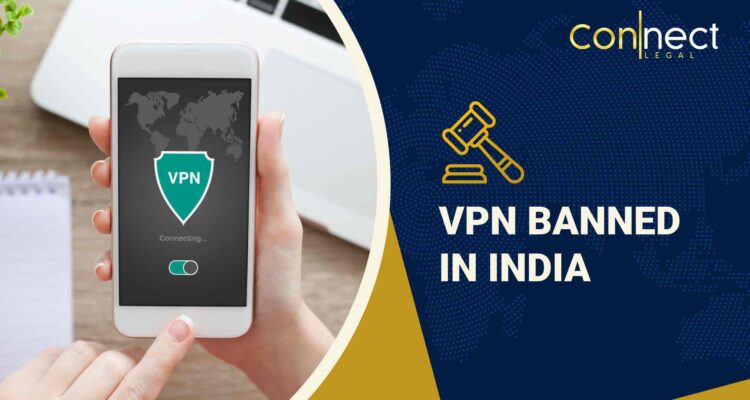 Connect
LEGAL
VPN
Connecting...
VPN BANNED
IN INDIA